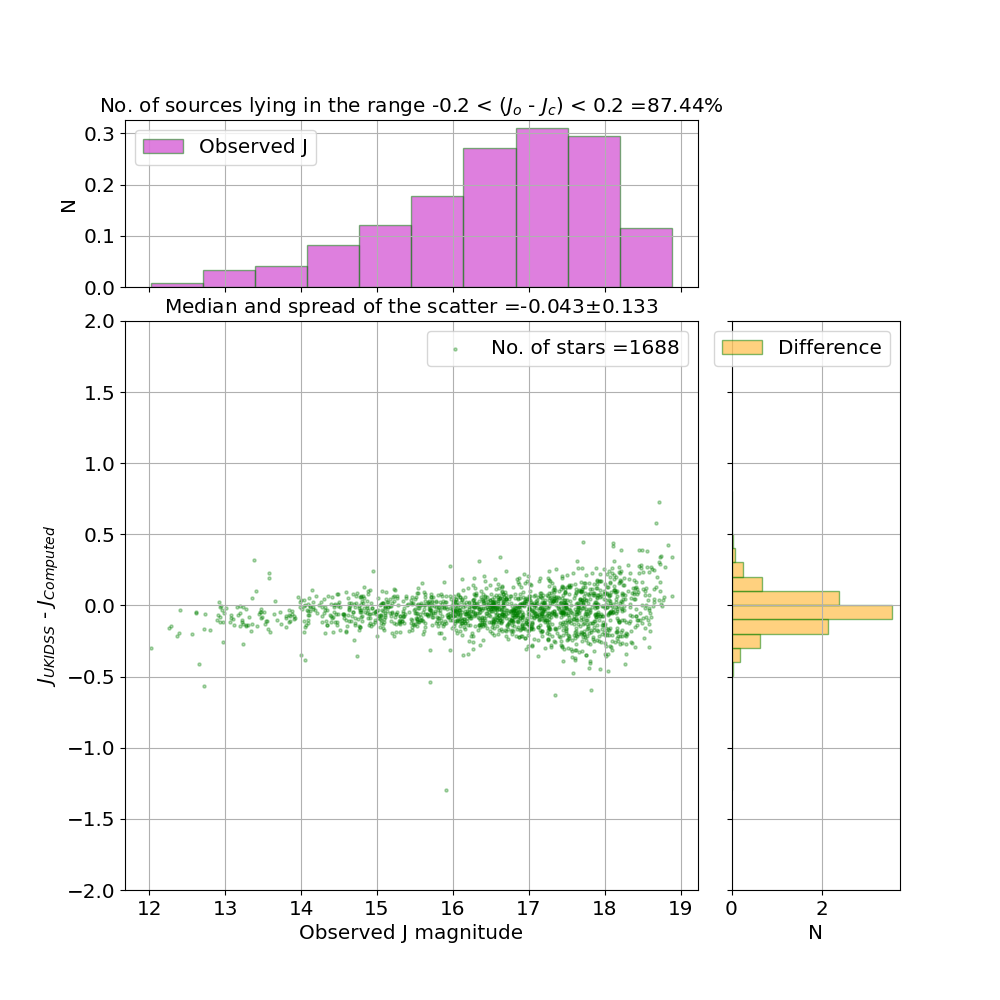 No. of sources lying in the range -0.2 < (J_o - J_c) < 0.2 =87.44%
0.3
0.2
0.1
0.0
N
Observed J
Median and spread of the scatter =-0.043±0.133
2.0
1.5
1.0
0.5
0.0
−0.5
−1.0
−1.5
−2.0
J_UKIDSS - J_Computed
No. of stars =1688
Difference
12 13 14 15 16 17 18 19
Observed J magnitude
0 2
N